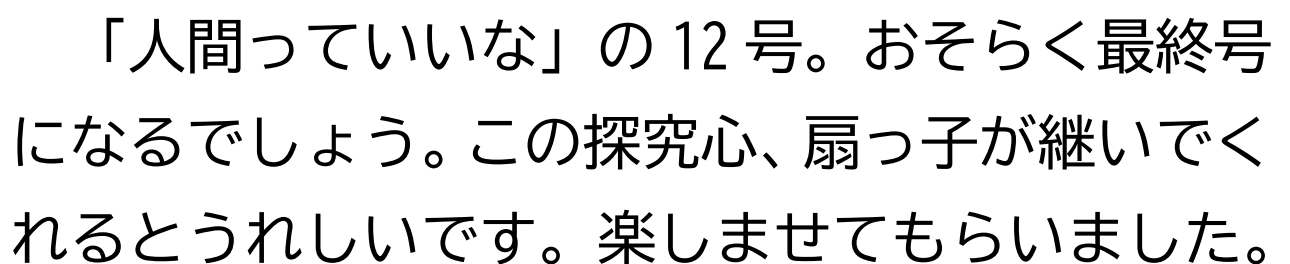 「人間っていいな」の12号。おそらく最終号
になるでしょう。この探究心、扇っ子が継いでく
れるとうれしいです。楽しませてもらいました。